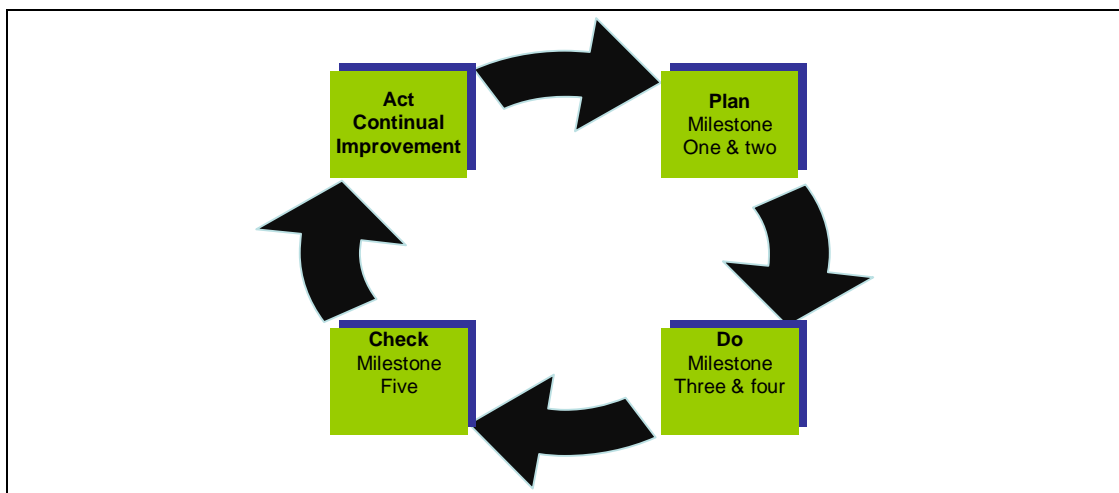 Act
Continual
Improvement
Plan
Milestone
One & two
Check
Milestone
Five
Do
Milestone
Three & four